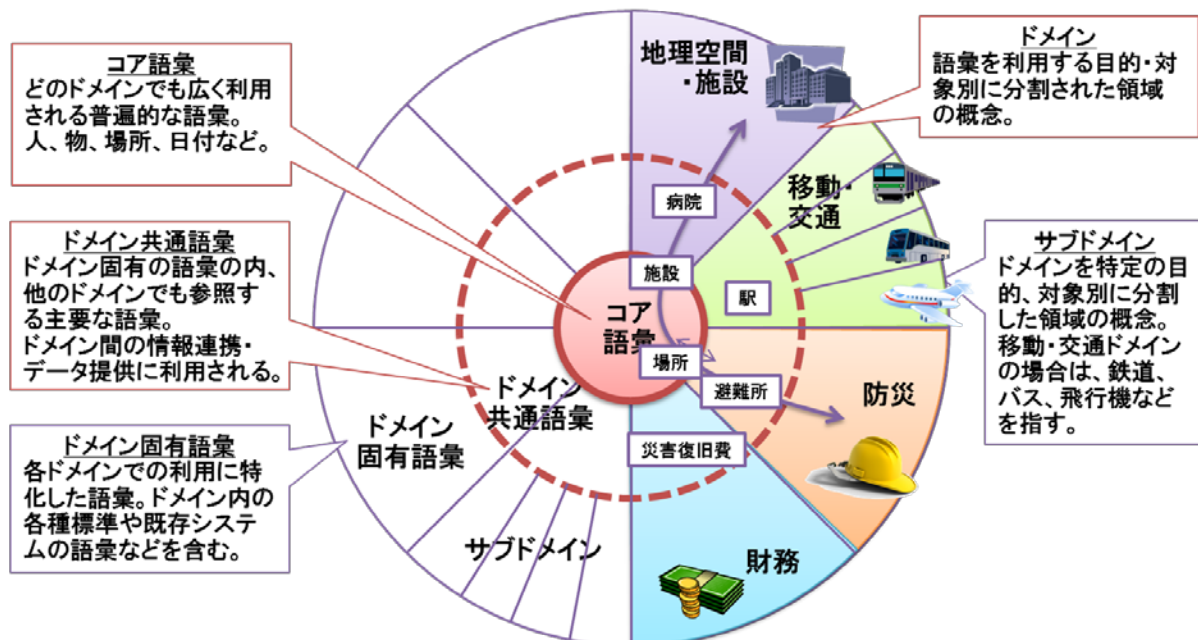 コア語彙
どのドメインでも広く利用
される普遍的な語彙。
人、物、場所、日付など。
ドメイン共通語彙
ドメイン固有の語彙の内、
他のドメインでも参照す
る主要な語彙。
ドメイン間の情報連携・
データ提供に利用される。
ドメイン固有語彙
各ドメインでの利用に特
化した語彙。ドメイン内の
各種標準や既存システ
ムの語彙などを含む。
地理空間
・施設
移動・
交通
病院
施設
駅
コア
語彙
場所
避難所
防災
ドメイン
共通語彙
ドメイン
固有語彙
災害復旧費
サブドメイン
財務
ドメイン
語彙を利用する目的・対
象別に分割された領域
の概念。
サブドメイン
ドメインを特定の目
的、対象別に分割
した領域の概念。
移動・交通ドメイン
の場合は、鉄道、
バス、飛行機など
を指す。